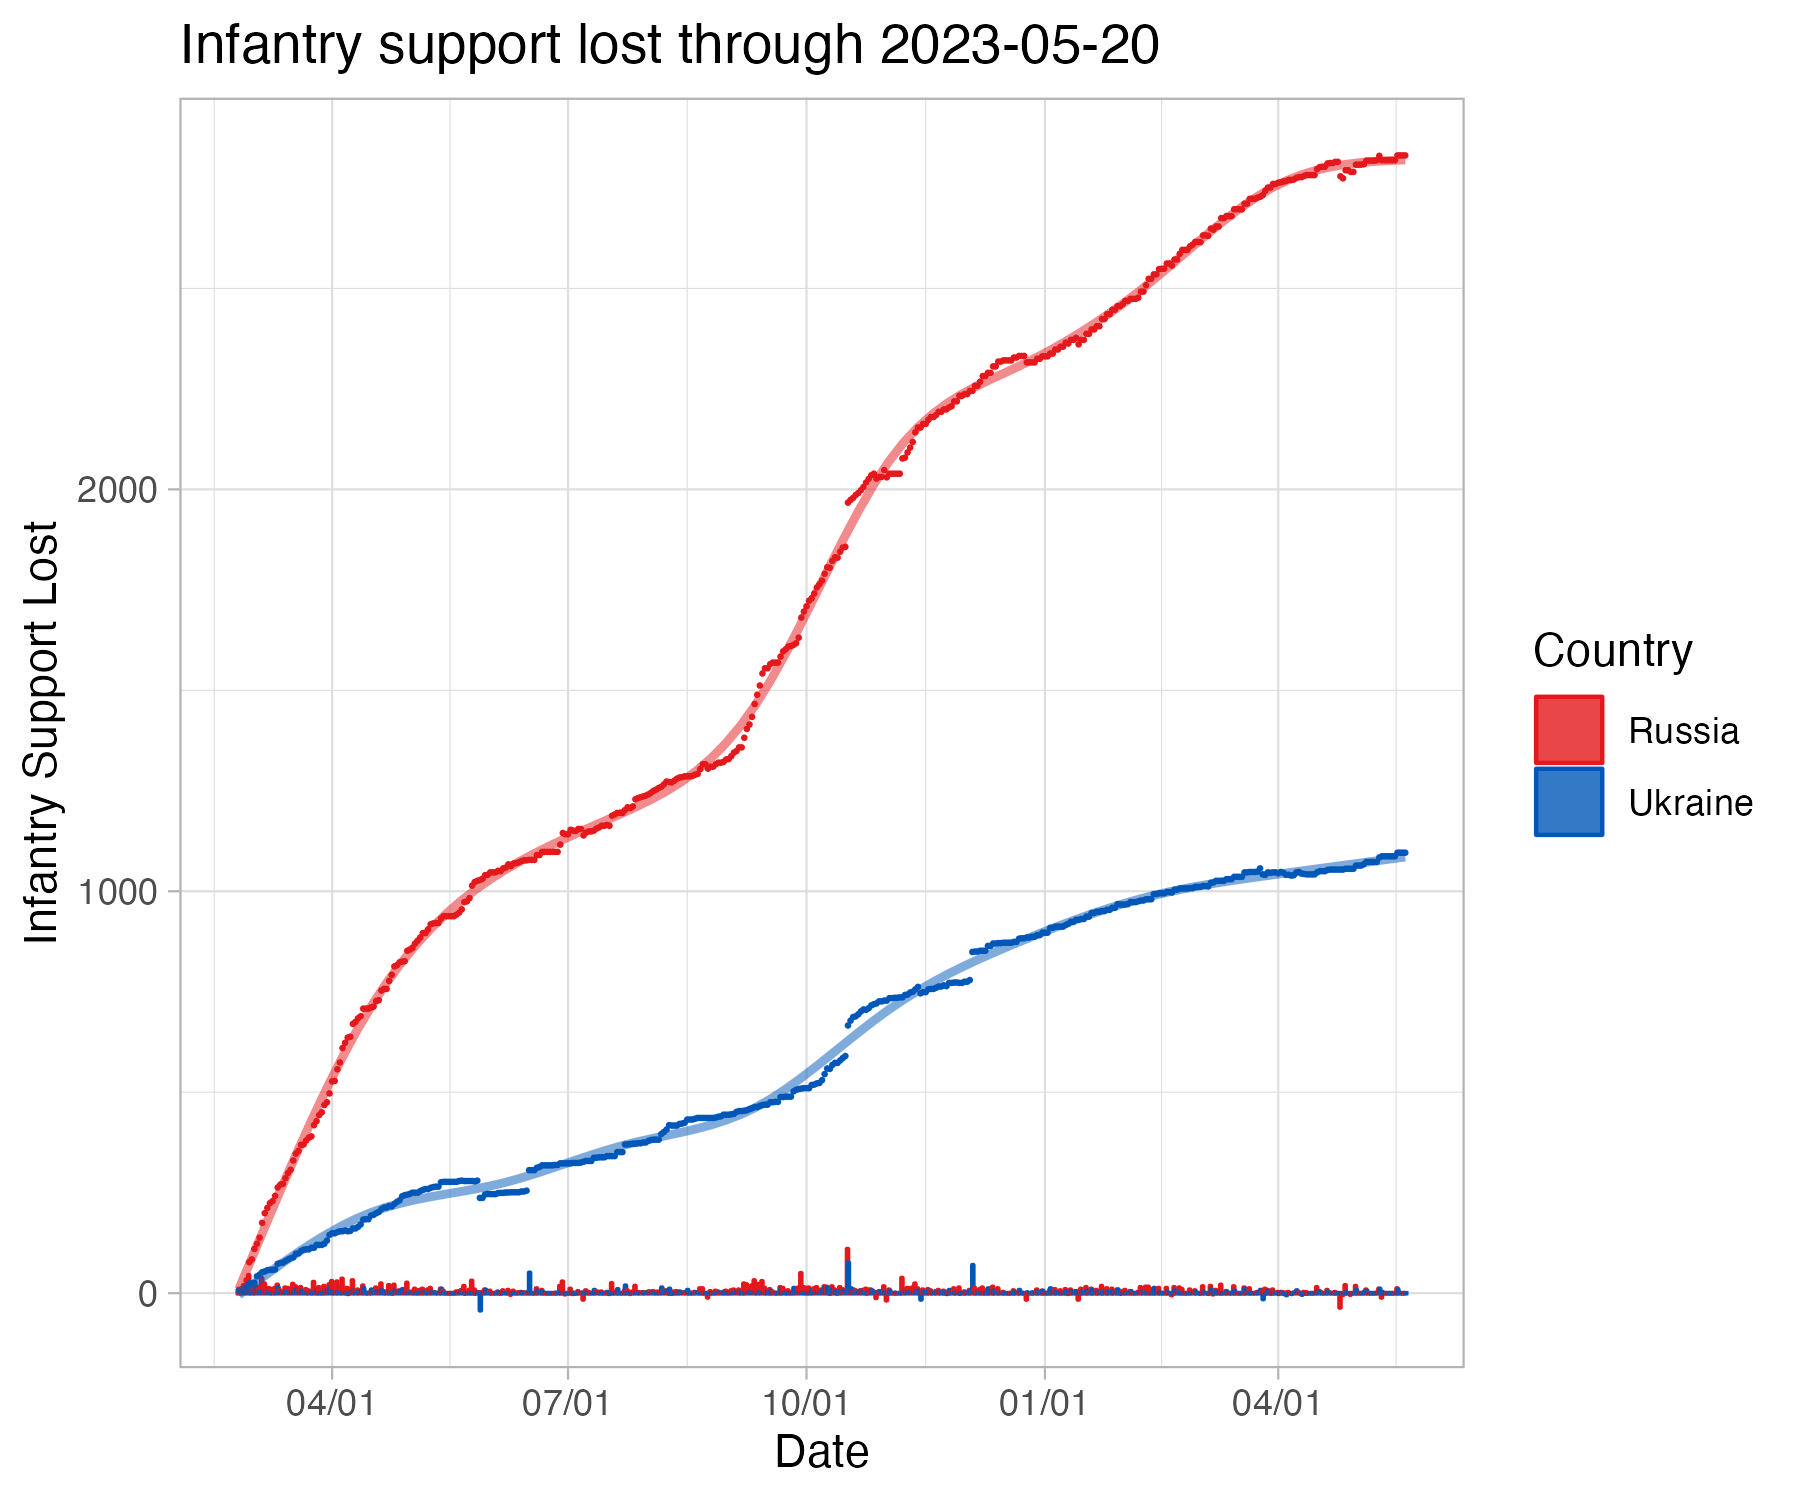 Infantry support lost through 2023-05-20
Infantry Support Lost
2000
1000
0
04/01
07/01
10/01
01/01
04/01
Date
Country
Russia
Ukraine